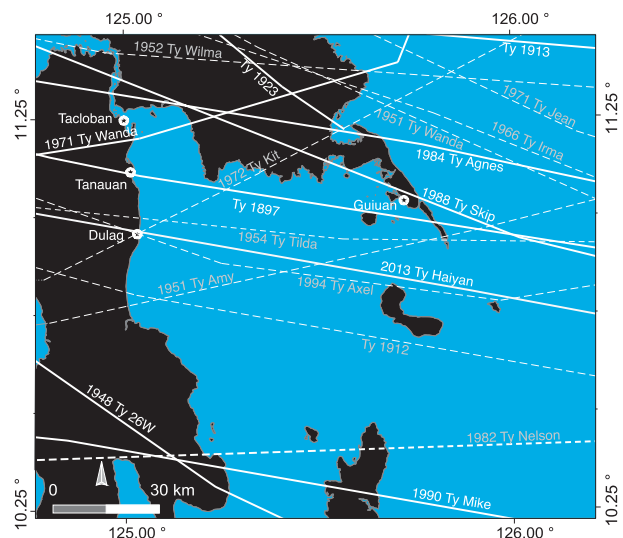 125.00 °
126.00 °
1952 Ty Wilma
Ty 1913
Ty 1923
1971 Ty Jean
11.25 °
11.25 °
Tacloban
1951 Ty Wanda
1966 Ty Irma
1971 Ty Wanda
1984 Ty Agnes
1972 Ty Kit
Tanauan
1988 Ty Skip
Guiuan
Ty 1897
Dulag
1954 Ty Tilda
2013 Ty Haiyan
1951 Ty Amy
1994 Ty Axel
Ty 1912
1948 Ty 26W
1982 Ty Nelson
0
30 km
1990 Ty Mike
10.25 °
10.25 °
125.00 °
126.00 °